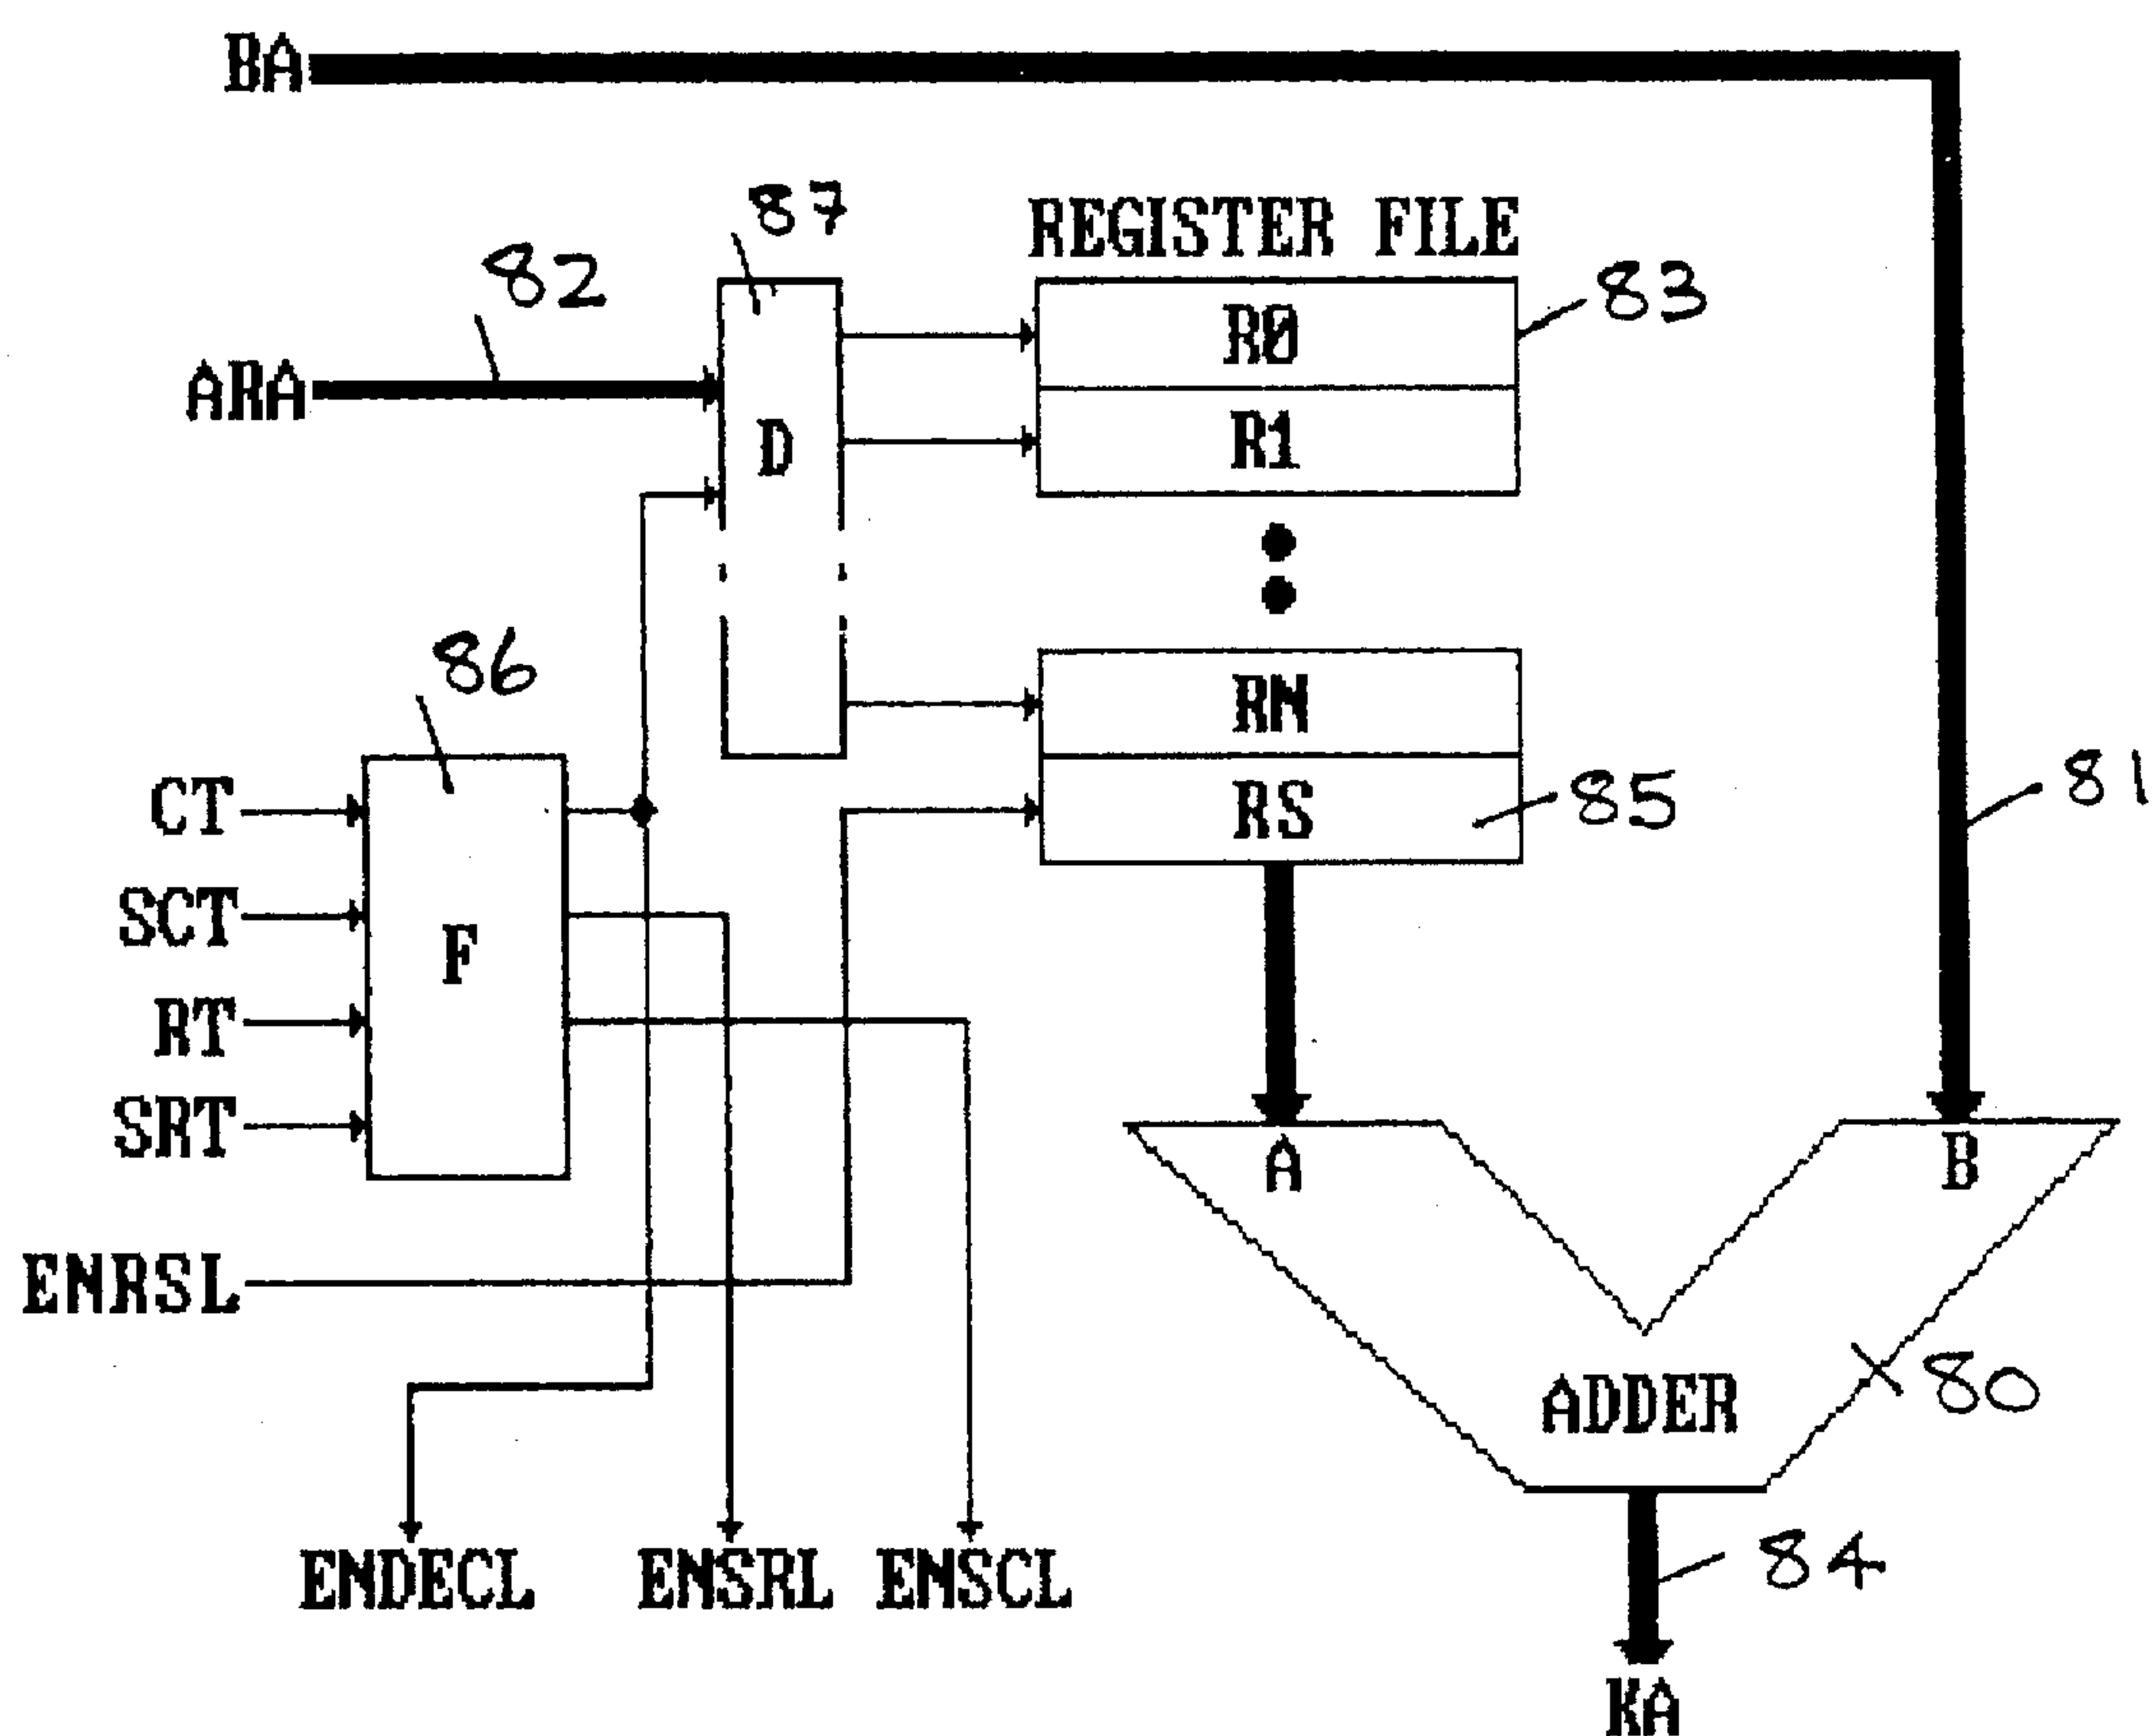 BA
87
REGISTER FILE
82
83
R0
ARA
R1
D
86
RN
81
CT
RS
85
SCT
F
RT
SRT
A
B
ENRSL
ADDER
80
ENDECL
ENSRL
ENSCL
84
KA